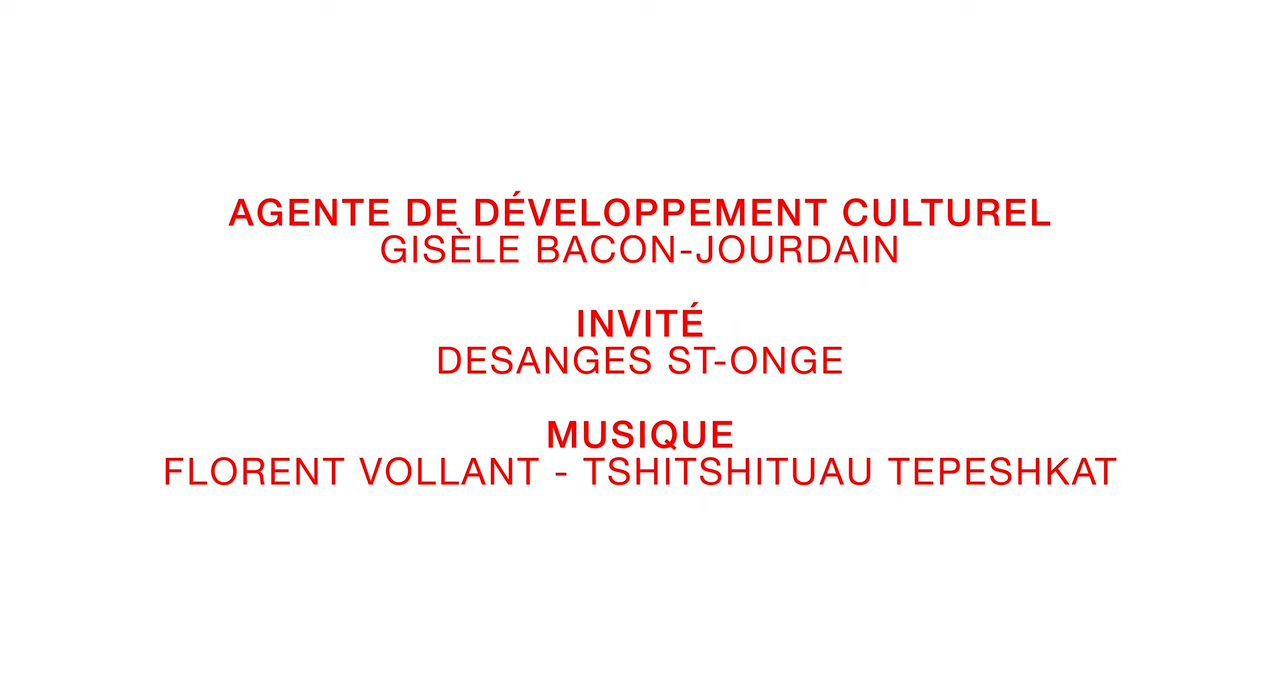 AGENTE DE DÉVELOPPEMENT CULTUREL
GISÈLE BACON-JOURDAIN
INVITÉ
DESANGES ST-ONGE
MUSIQUE
FLORENT VOLLANT - TSHITSHITUAU TEPESHKAT